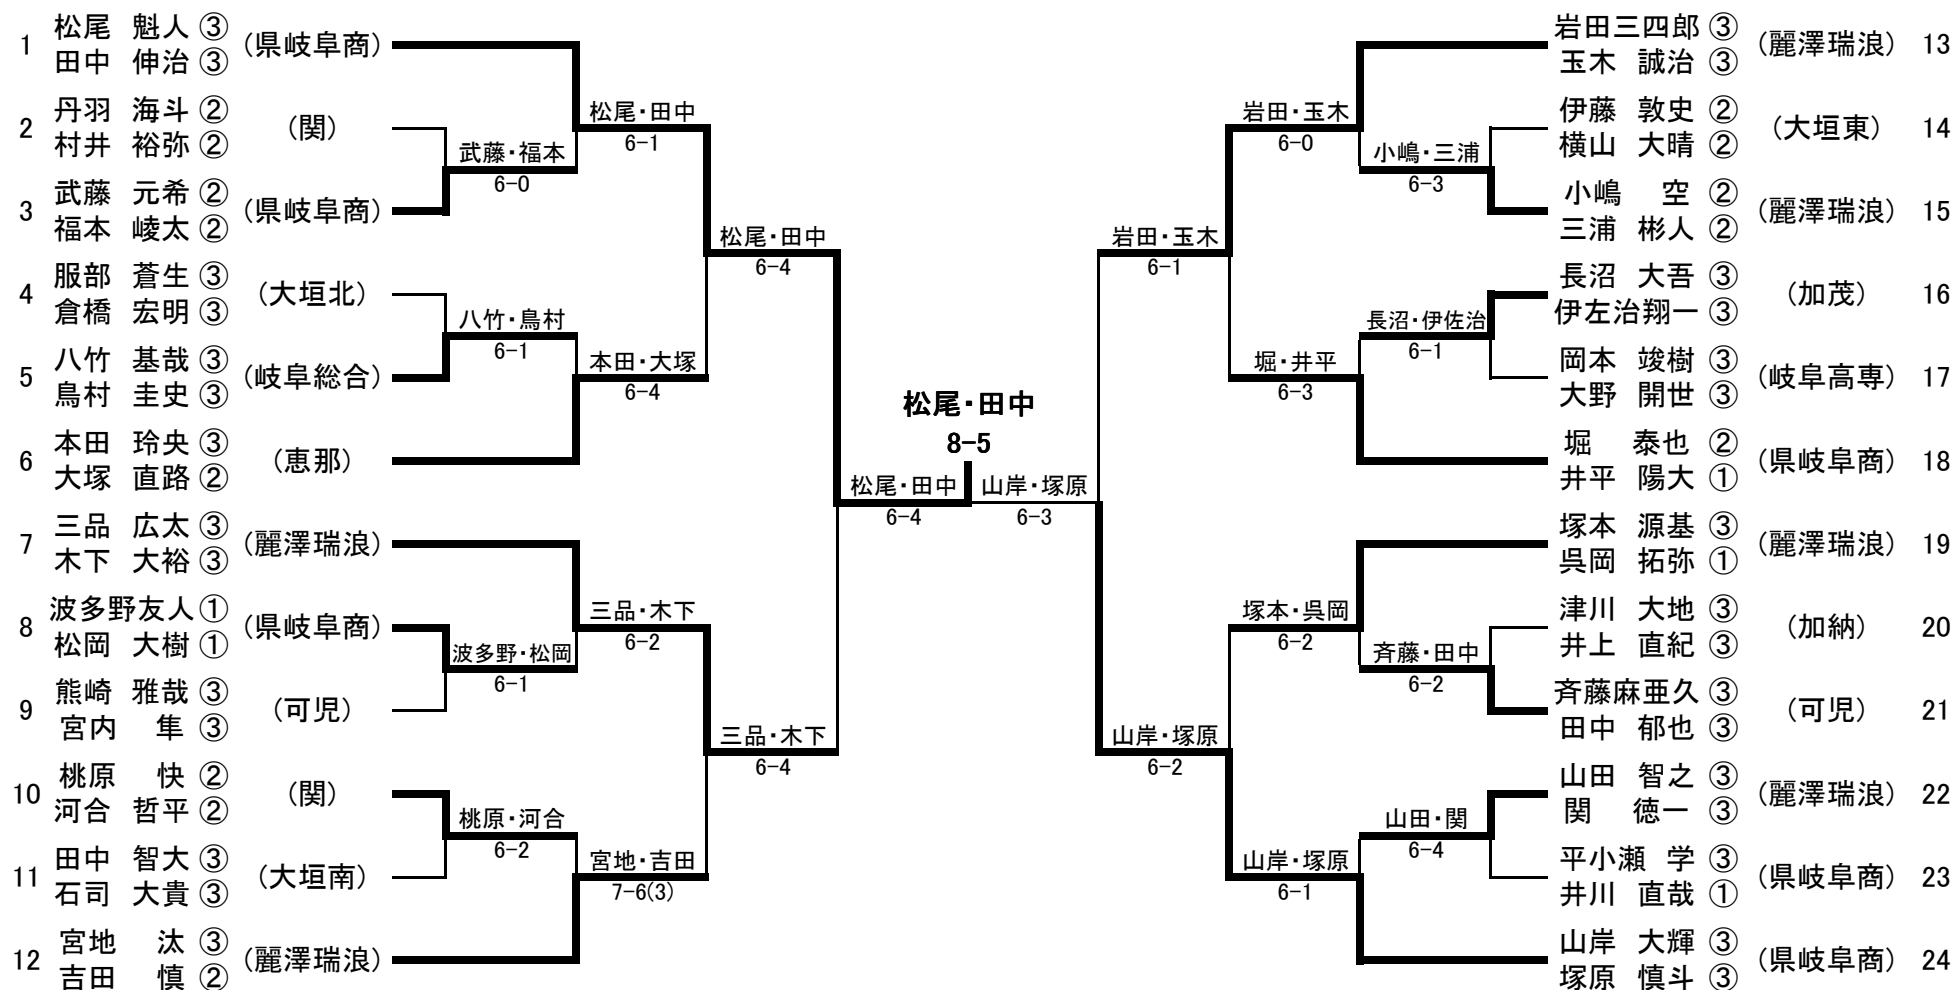 1 松尾 魁人 ③ (県岐阜商)
田中 伸治 ③
2 丹羽 海斗 ② (関)
村井 裕弥 ②
3 武藤 元希 ② (県岐阜商)
福本 崚太 ②
4 服部 蒼生 ③ (大垣北)
倉橋 宏明 ③
5 八竹 基哉 ③ (岐阜総合)
鳥村 圭史 ③
6 本田 玲央 ③ (恵那)
大塚 直路 ②
7 三品 広太 ③ (麗澤瑞浪)
木下 大裕 ③
8 波多野友人 ① (県岐阜商)
松岡 大樹 ①
9 熊崎 雅哉 ③ (可児)
宮内 隼 ③
10 桃原 快 ② (関)
河合 哲平 ②
11 田中 智大 ③ (大垣南)
石司 大貴 ③
12 宮地 汰 ③ (麗澤瑞浪)
吉田 慎 ②
武藤・福本
6-0
八竹・鳥村
6-1
波多野・松岡
6-1
桃原・河合
6-2
松尾・田中
6-1
本田・大塚
6-4
三品・木下
6-2
宮地・吉田
7-6(3)
松尾・田中
6-4
三品・木下
6-4
松尾・田中
6-4
松尾・田中
8-5
山岸・塚原
6-3
岩田・玉木
6-1
山岸・塚原
6-2
岩田・玉木
6-0
堀・井平
6-3
塚本・呉岡
6-2
山岸・塚原
6-1
小嶋・三浦
6-3
長沼・伊佐治
6-1
斉藤・田中
6-2
山田・関
6-4
岩田三四郎 ③ (麗澤瑞浪) 13
玉木 誠治 ③
伊藤 敦史 ② (大垣東) 14
横山 大晴 ②
小嶋 空 ② (麗澤瑞浪) 15
三浦 彬人 ②
長沼 大吾 ③ (加茂) 16
伊左治翔一 ③
岡本 竣樹 ③ (岐阜高専) 17
大野 開世 ③
堀 泰也 ② (県岐阜商) 18
井平 陽大 ①
塚本 源基 ③ (麗澤瑞浪) 19
呉岡 拓弥 ①
津川 大地 ③ (加納) 20
井上 直紀 ③
斉藤麻亜久 ③ (可児) 21
田中 郁也 ③
山田 智之 ③ (麗澤瑞浪) 22
関 徳一 ③
平小瀬 学 ③ (県岐阜商) 23
井川 直哉 ①
山岸 大輝 ③ (県岐阜商) 24
塚原 慎斗 ③